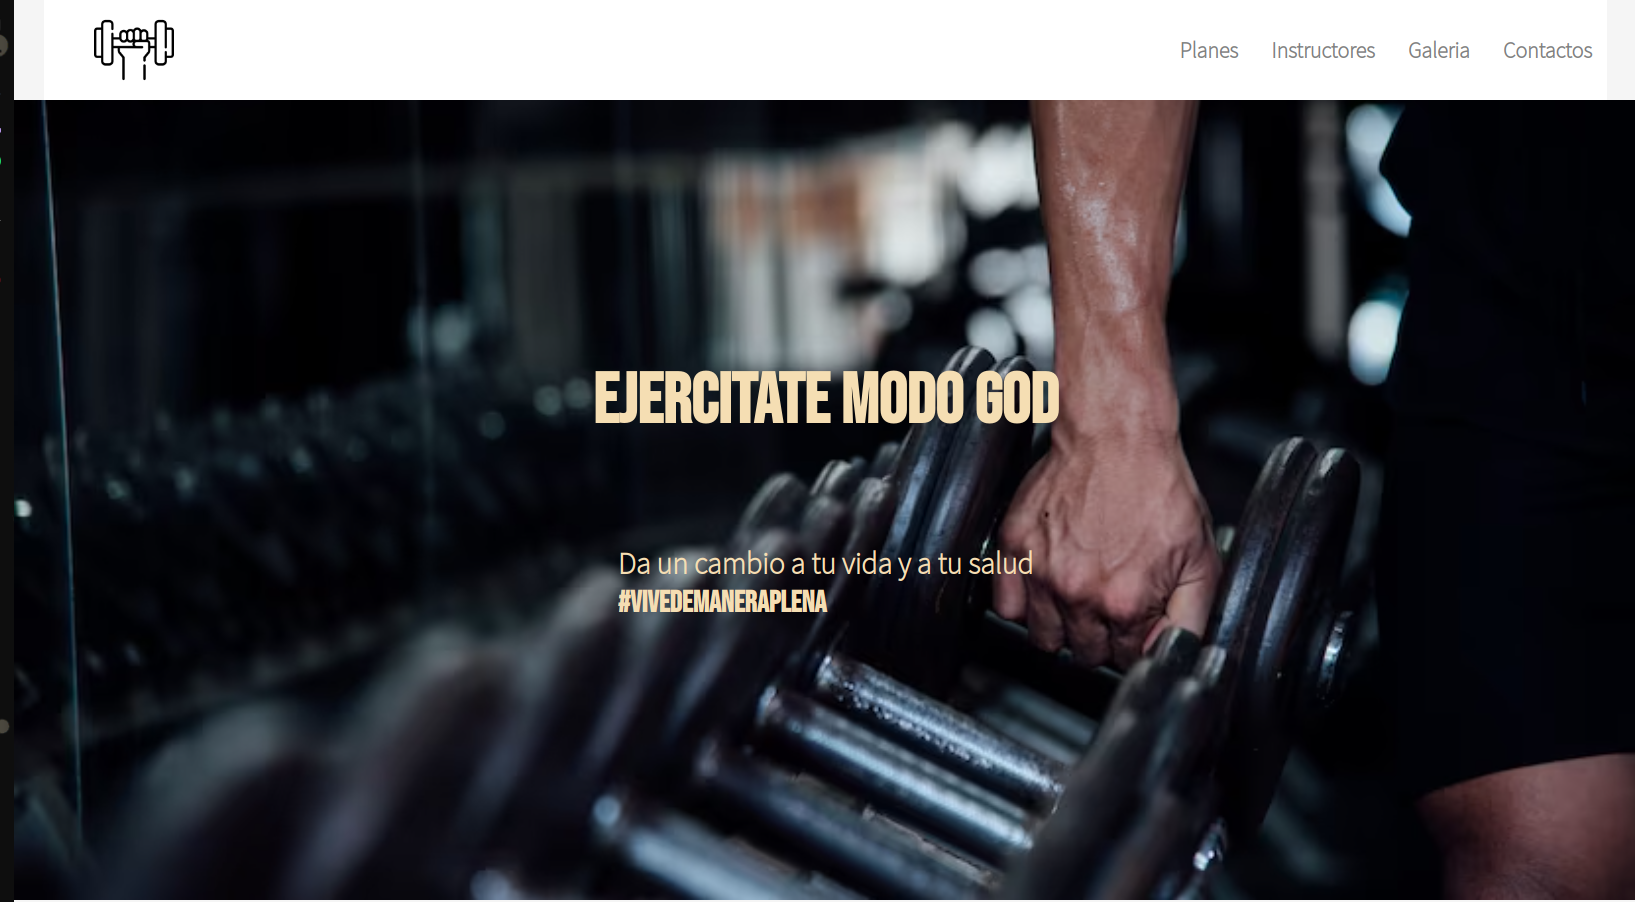 Planes Instructores Galeria Contactos
EJERCITATE MODO GOD
Da un cambio a tu vida y a tu salud
#VIVEDEMANERAPLENA